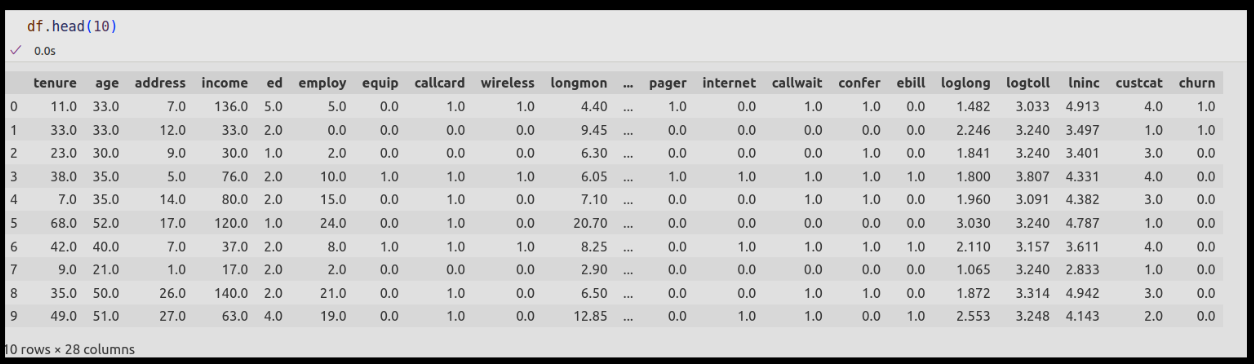 df.head(10)
✓ 0.0s
tenure age address income ed employ equip callcard wireless longmon ... pager internet callwait confer ebill loglong logtoll lninc custcat churn
0 11.0 33.0 7.0 136.0 5.0 5.0 0.0 1.0 1.0 4.40 ... 1.0 0.0 1.0 1.0 0.0 1.482 3.033 4.913 4.0 1.0
1 33.0 33.0 12.0 33.0 2.0 0.0 0.0 0.0 0.0 9.45 ... 0.0 0.0 0.0 0.0 0.0 2.246 3.240 3.497 1.0 1.0
2 23.0 30.0 9.0 30.0 1.0 2.0 0.0 0.0 0.0 6.30 ... 0.0 0.0 0.0 1.0 0.0 1.841 3.240 3.401 3.0 0.0
3 38.0 35.0 5.0 76.0 2.0 10.0 1.0 1.0 1.0 6.05 ... 1.0 1.0 1.0 1.0 1.0 1.800 3.807 4.331 4.0 0.0
4 7.0 35.0 14.0 80.0 2.0 15.0 0.0 1.0 0.0 7.10 ... 0.0 0.0 1.0 1.0 0.0 1.960 3.091 4.382 3.0 0.0
5 68.0 52.0 17.0 120.0 1.0 24.0 0.0 1.0 0.0 20.70 ... 0.0 0.0 0.0 0.0 0.0 3.030 3.240 4.787 1.0 0.0
6 42.0 40.0 7.0 37.0 2.0 8.0 1.0 1.0 1.0 8.25 ... 0.0 1.0 1.0 1.0 1.0 2.110 3.157 3.611 4.0 0.0
7 9.0 21.0 1.0 17.0 2.0 2.0 0.0 0.0 0.0 2.90 ... 0.0 0.0 0.0 0.0 0.0 1.065 3.240 2.833 1.0 0.0
8 35.0 50.0 26.0 140.0 2.0 21.0 0.0 1.0 0.0 6.50 ... 0.0 0.0 1.0 1.0 0.0 1.872 3.314 4.942 3.0 0.0
9 49.0 51.0 27.0 63.0 4.0 19.0 0.0 1.0 0.0 12.85 ... 0.0 1.0 1.0 0.0 1.0 2.553 3.248 4.143 2.0 0.0
10 rows × 28 columns